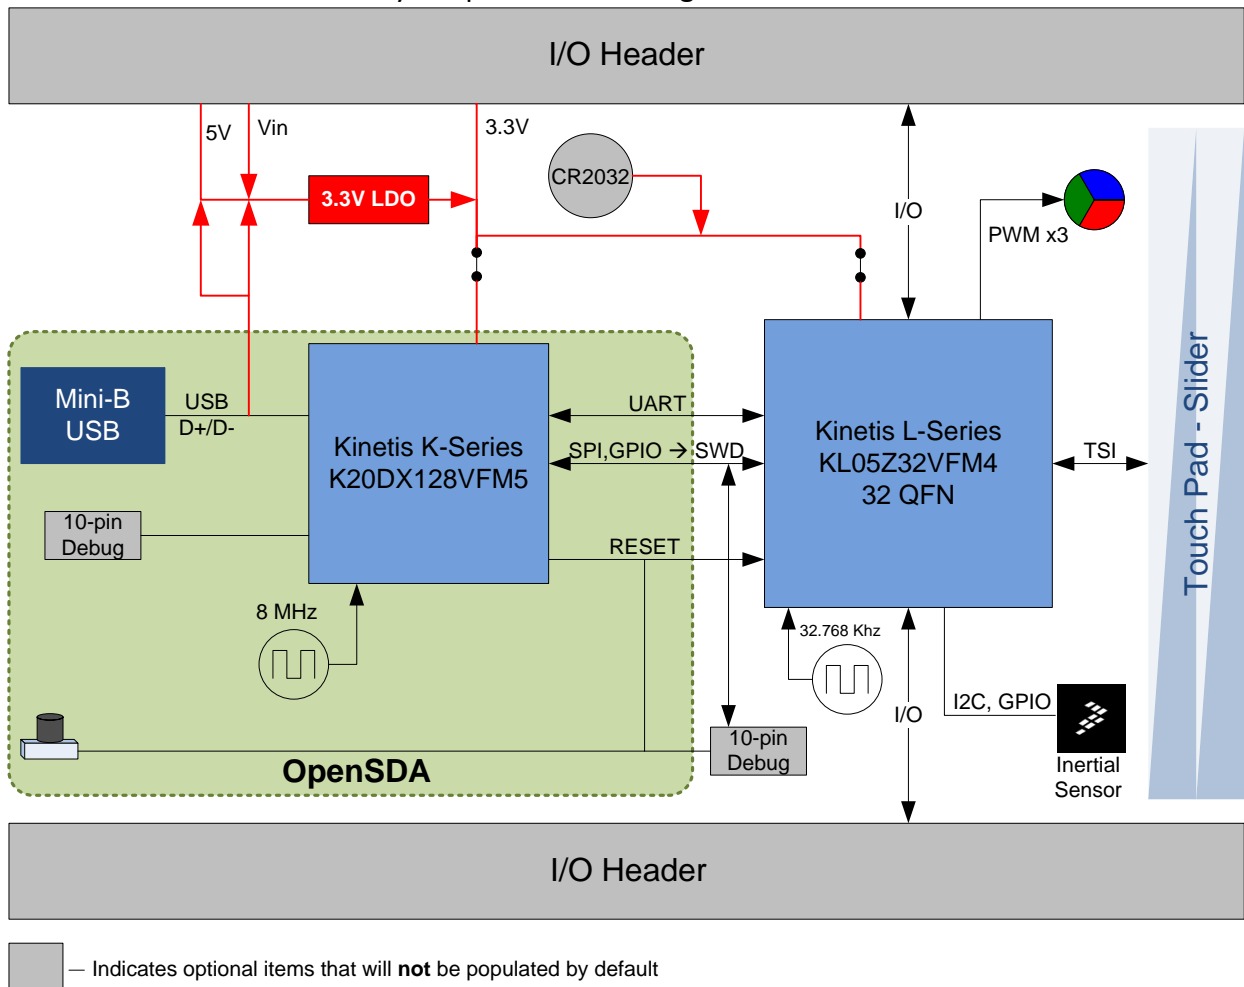 I/O Header
5V
Vin
3.3V
3.3V LDO
CR2032
I/O
PWM x3
Mini-B
USB
USB
D+/D-
Kinetis K-Series
K20DX128VFM5
UART
SPI,GPIO → SWD
RESET
Kinetis L-Series
KL05Z32VFM4
32 QFN
TSI
Touch Pad - Slider
10-pin
Debug
8 MHz
32.768 Khz
I/O
I2C, GPIO
Inertial
Sensor
10-pin
Debug
OpenSDA
I/O Header
— Indicates optional items that will not be populated by default